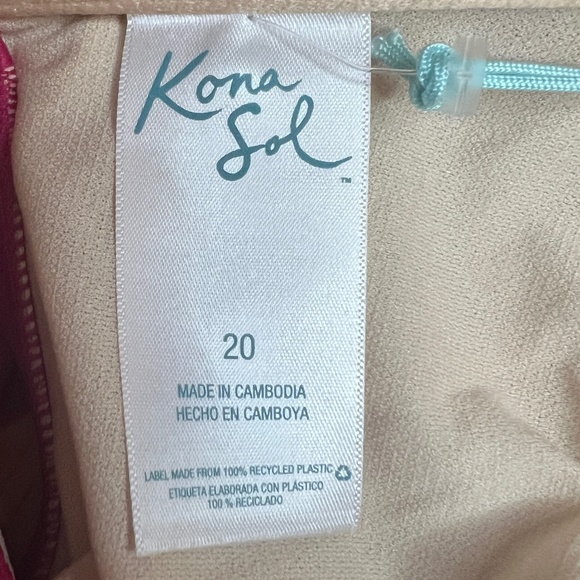 Kona
Sol
™
20
MADE IN CAMBODIA
HECHO EN CAMBOYA
LABEL MADE FROM 100% RECYCLED PLASTIC
ETIQUETA ELABORADA CON PLÁSTICO
100 % RECICLADO